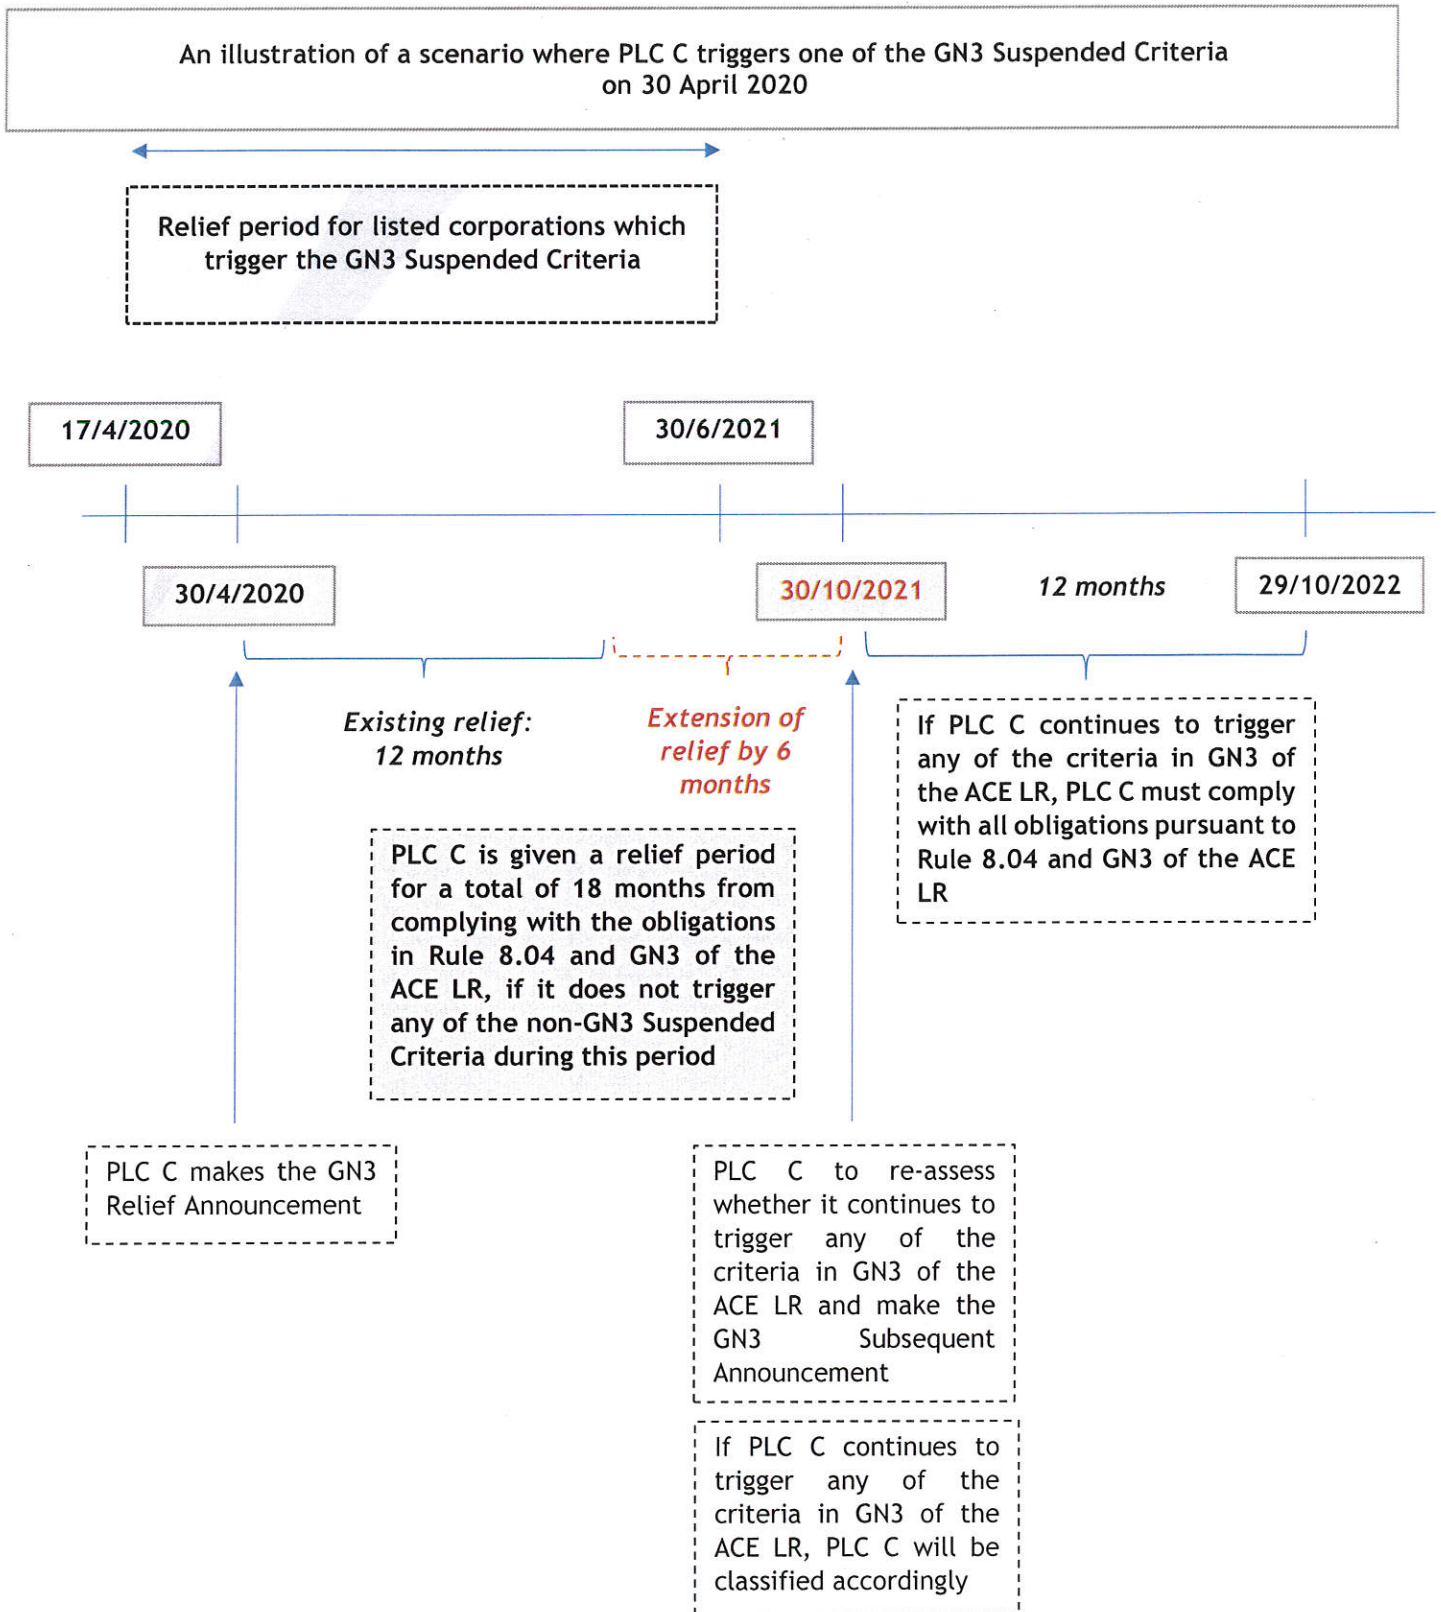 An illustration of a scenario where PLC C triggers one of the GN3 Suspended Criteria
on 30 April 2020
Relief period for listed corporations which
trigger the GN3 Suspended Criteria
17/4/2020
30/6/2021
30/4/2020
30/10/2021
12 months
29/10/2022
Existing relief:
12 months
Extension of
relief by 6
months
If PLC C continues to trigger
any of the criteria in GN3 of
the ACE LR, PLC C must comply
with all obligations pursuant to
Rule 8.04 and GN3 of the ACE
LR
PLC C is given a relief period
for a total of 18 months from
complying with the obligations
in Rule 8.04 and GN3 of the
ACE LR, if it does not trigger
any of the non-GN3 Suspended
Criteria during this period
PLC C makes the GN3
Relief Announcement
PLC C to re-assess
whether it continues to
trigger any of the
criteria in GN3 of the
ACE LR and make the
GN3 Subsequent
Announcement
If PLC C continues to
trigger any of the
criteria in GN3 of the
ACE LR, PLC C will be
classified accordingly